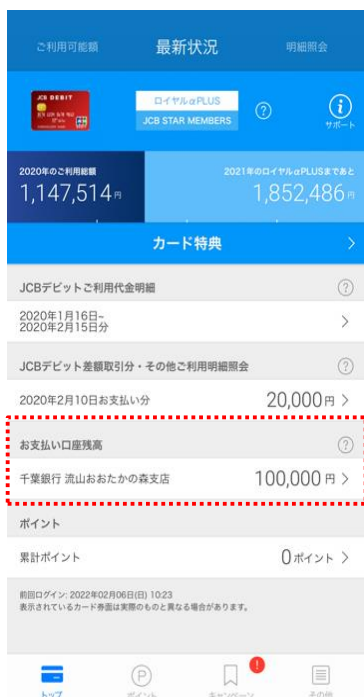 ご利用可能額 最新状況 明細照会
JCB DEBIT
ロイヤルαPLUS
JCB STAR MEMBERS
?
i
サポート
2020年のご利用総額
1,147,514円
2021年のロイヤルαPLUSまであと
1,852,486円
カード特典
JCBデビットご利用代金明細 ?
2020年1月16日~
2020年2月15日分
JCBデビット差額取引分・その他ご利用明細照会 ?
2020年2月10日お支払い分 20,000円
お支払い口座残高 ?
千葉銀行 流山おおたかの森支店 100,000円
ポイント
累計ポイント 0ポイント
前回ログイン: 2022年02月06日(日) 10:23
表示されているカード券面は実際のものと異なる場合があります。
P
!
トップ ポイント キャンペーン その他